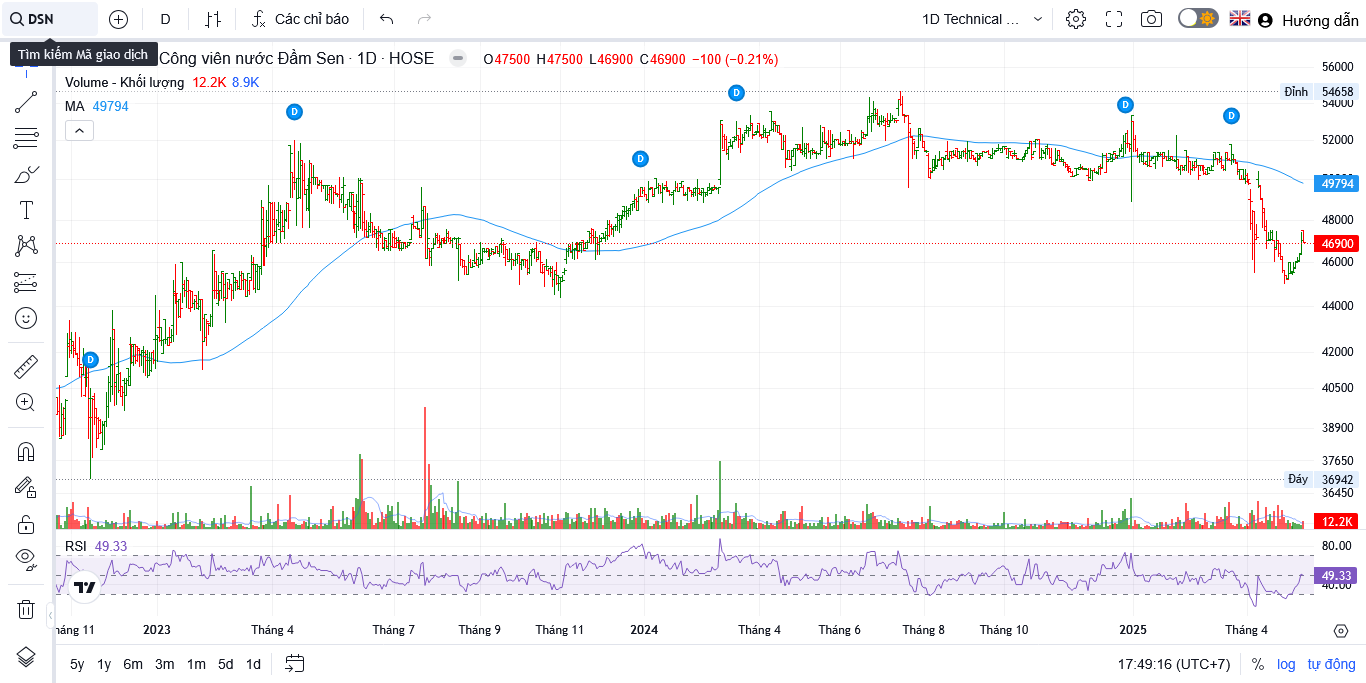 DSN
D
Các chỉ báo
1D Technical ...
Hướng dẫn
Tìm kiếm Mã giao dịch
Công viên nước Đầm Sen · 1D · HOSE
O47500 H47500 L46900 C46900 −100 (−0.21%)
Volume - Khối lượng 12.2K 8.9K
MA 49794
56000
Đỉnh 54658
54000
52000
49794
48000
46900
46000
44000
42000
40500
38900
37650
Đáy 36942
36450
12.2K
RSI 49.33
80.00
49.33
40.00
D
D
D
D
D
D
háng 11 2023 Tháng 4 Tháng 7 Tháng 9 Tháng 11 2024 Tháng 4 Tháng 6 Tháng 8 Tháng 10 2025 Tháng 4
5y 1y 6m 3m 1m 5d 1d
17:49:16 (UTC+7) % log tự động